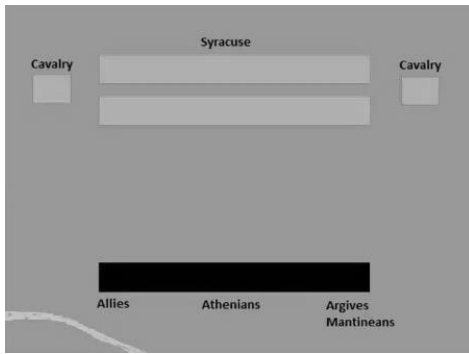 Syracuse
Cavalry
Cavalry
Allies
Athenians
Argives
Mantineans